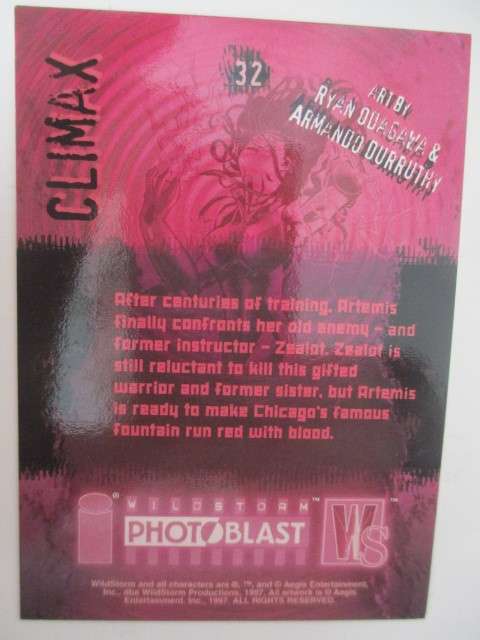 CLIMAX
32
ART BY
RYAN ODAGAWA &
ARMANDO DURRUTHY
After centuries of training, Artemis
finally confronts her old enemy – and
former instructor – Zealot. Zealot is
still reluctant to kill this gifted
warrior and former sister, but Artemis
is ready to make Chicago's famous
fountain run red with blood.
® WILDSTORM ™
PHOTOBLAST
WS ™
WildStorm and all characters are ®, ™, and © Aegis Entertainment,
Inc., dba WildStorm Productions, 1997. All artwork is © Aegis
Entertainment, Inc., 1997. ALL RIGHTS RESERVED.